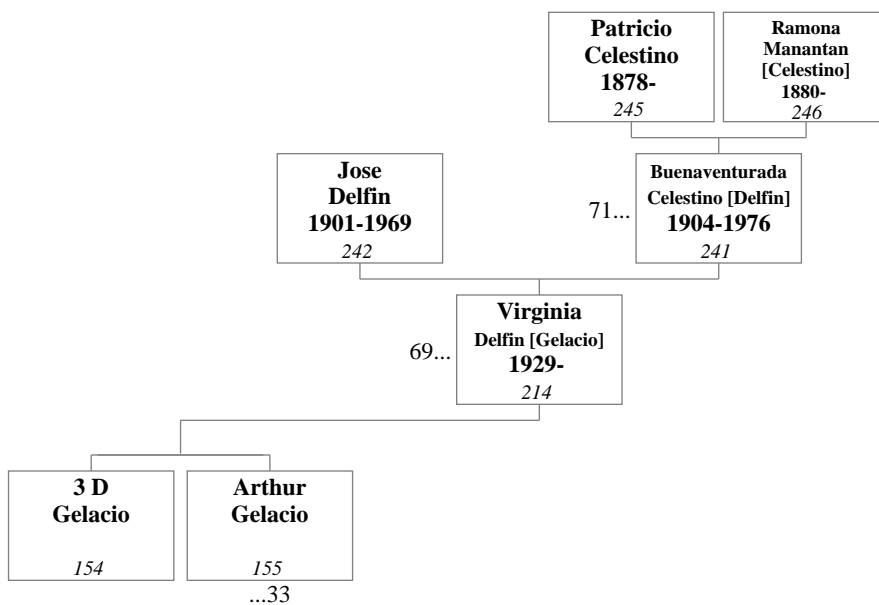 Patricio
Celestino
1878-
245
Ramona
Manantan
[Celestino]
1880-
246
Jose
Delfin
1901-1969
242
71...
Buenaventurada
Celestino [Delfin]
1904-1976
241
69...
Virginia
Delfin [Gelacio]
1929-
214
3 D
Gelacio
154
Arthur
Gelacio
155
...33